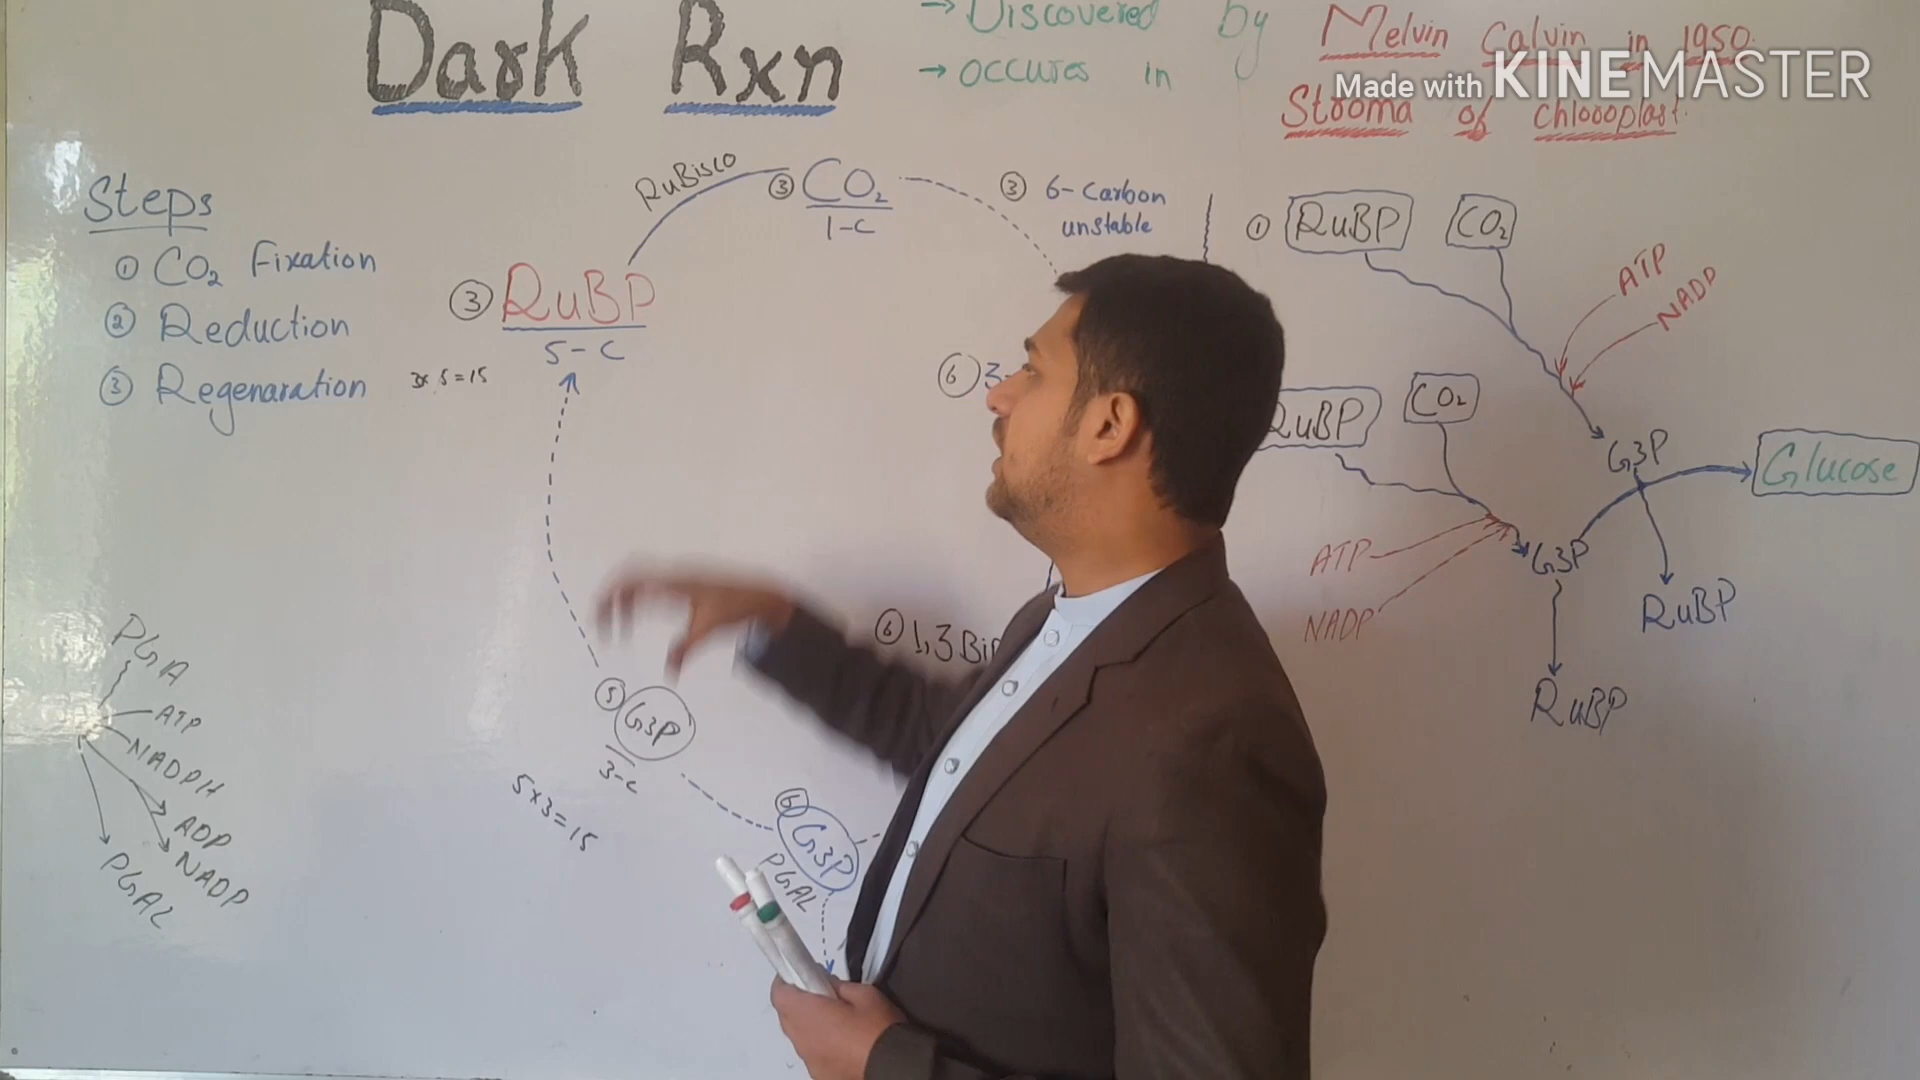 Dark Rxn
→ Discovered by Melvin Calvin in 1950
→ occures in Stroma of chloroplast.
Made with KINEMASTER
Steps
① CO₂ Fixation
② Reduction
③ Regenaration
RuBisco
③ CO₂
1-C
③ 6-Carbon
unstable
③ RuBP
5-C
3x5=15
⑥ 3-
⑥ 1,3 Bi
⑤ G3P
3-C
5x3=15
G3P
PGAL
PGA
ATP
NADPH
ADP
NADP
PGAL
① RuBP CO₂
ATP
NADP
G3P
RuBP CO₂
Glucose
ATP
NADP
G3P
RuBP
RuBP